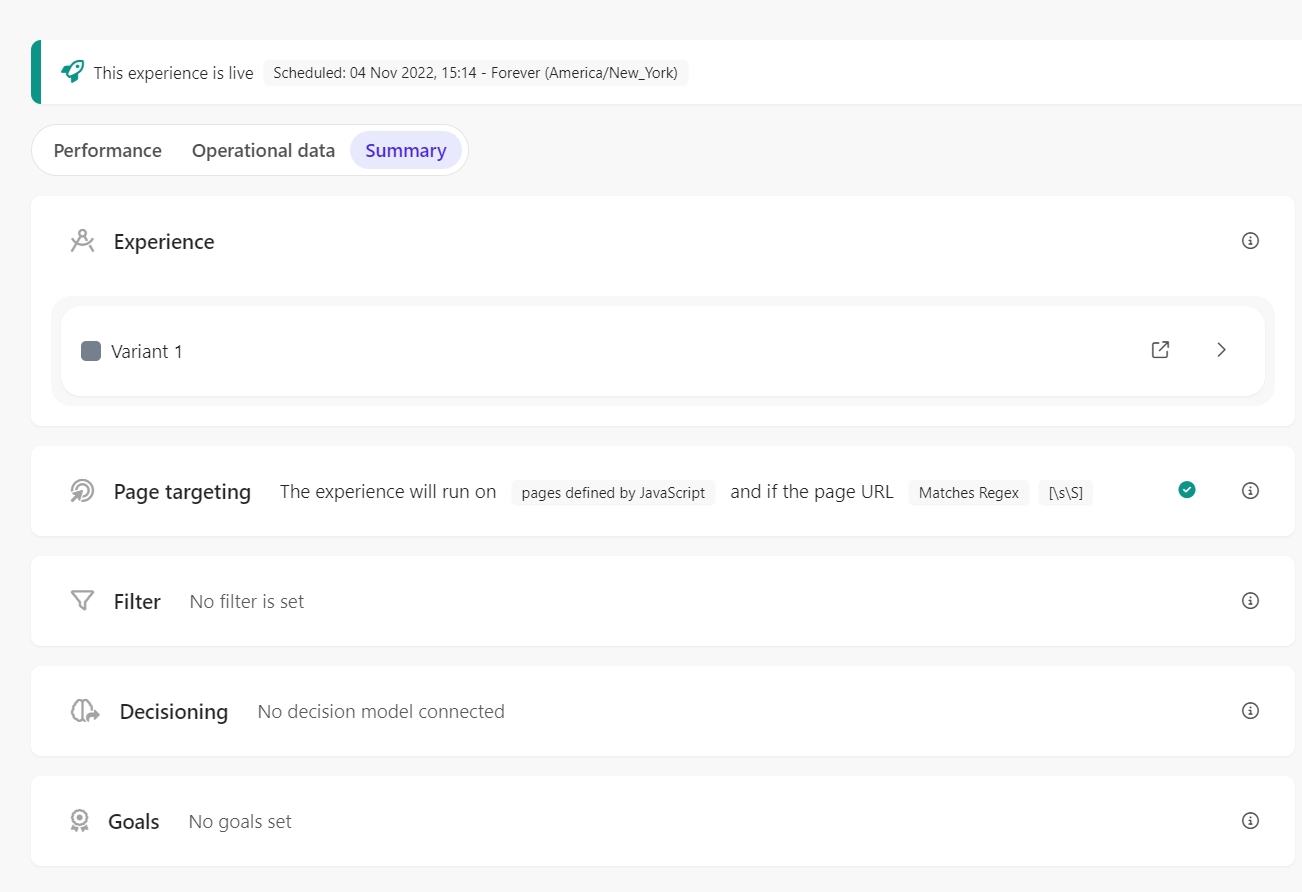 This experience is live Scheduled: 04 Nov 2022, 15:14 - Forever (America/New_York)
Performance Operational data Summary
Experience
Variant 1
Page targeting The experience will run on pages defined by JavaScript and if the page URL Matches Regex [\s\S]
Filter No filter is set
Decisioning No decision model connected
Goals No goals set